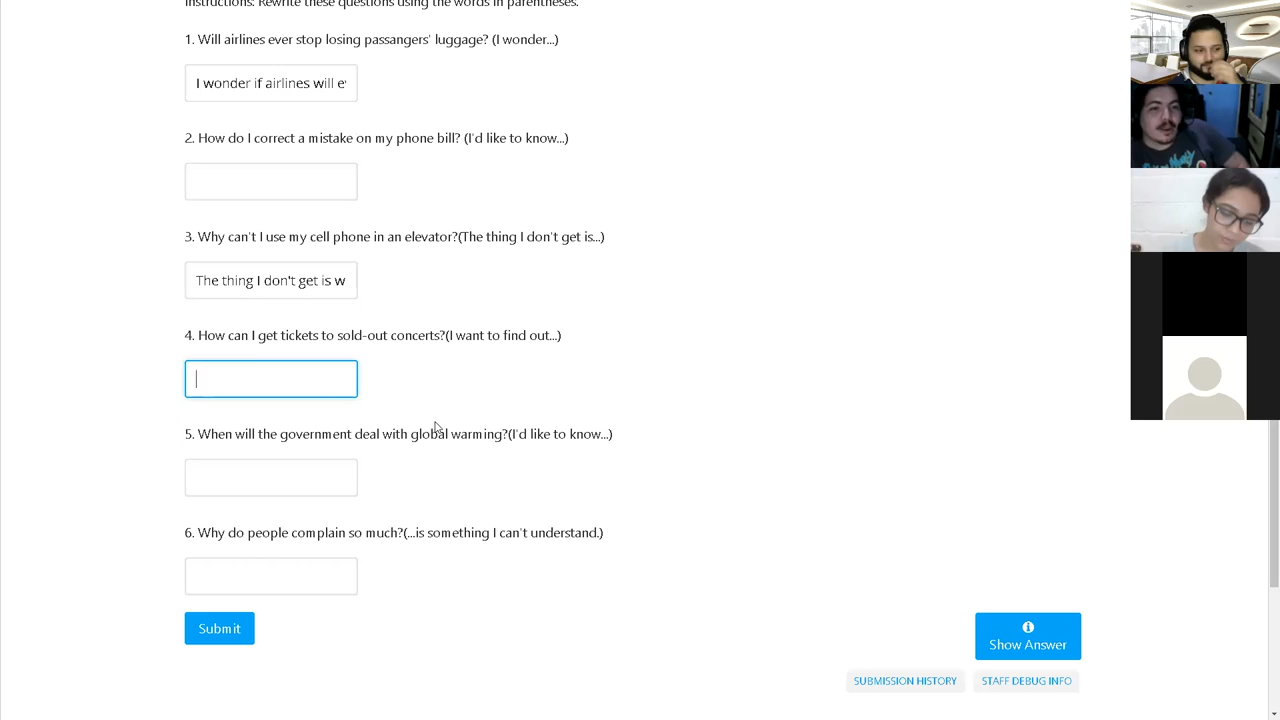 Instructions: Rewrite these questions using the words in parentheses.
1. Will airlines ever stop losing passangers' luggage? (I wonder...)
I wonder if airlines will e
2. How do I correct a mistake on my phone bill? (I'd like to know...)
3. Why can't I use my cell phone in an elevator?(The thing I don't get is...)
The thing I don't get is w
4. How can I get tickets to sold-out concerts?(I want to find out...)
5. When will the government deal with global warming?(I'd like to know...)
6. Why do people complain so much?(...is something I can't understand.)
Submit
Show Answer
SUBMISSION HISTORY
STAFF DEBUG INFO